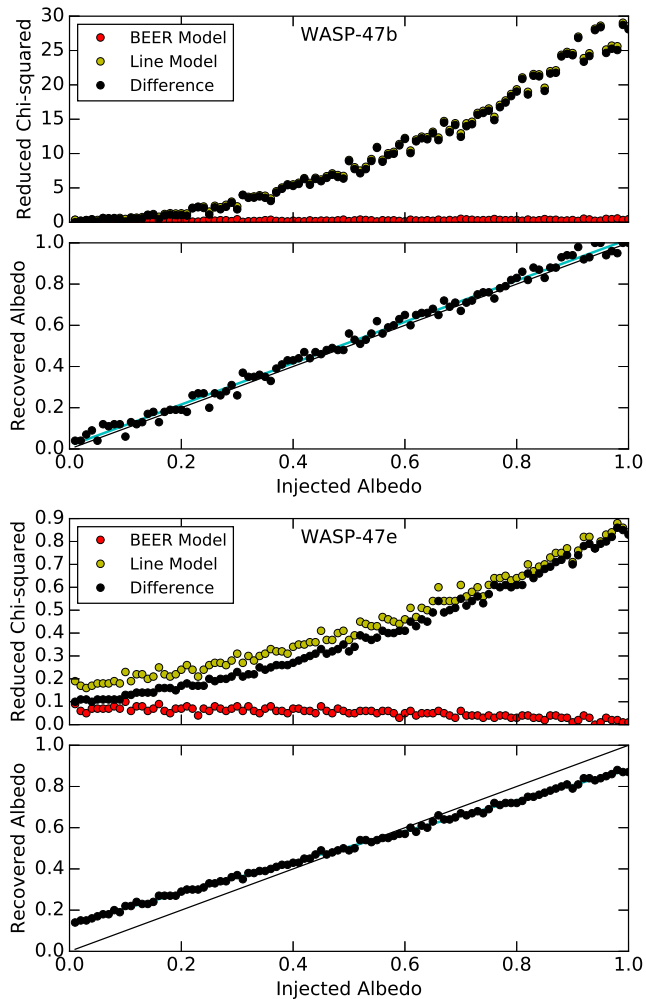 WASP-47b
BEER Model
Line Model
Difference
Reduced Chi-squared
30
25
20
15
10
5
0
Recovered Albedo
1.0
0.8
0.6
0.4
0.2
0.0
0.0 0.2 0.4 0.6 0.8 1.0
Injected Albedo
WASP-47e
BEER Model
Line Model
Difference
Reduced Chi-squared
0.9
0.8
0.7
0.6
0.5
0.4
0.3
0.2
0.1
0.0
Recovered Albedo
1.0
0.8
0.6
0.4
0.2
0.0
0.0 0.2 0.4 0.6 0.8 1.0
Injected Albedo